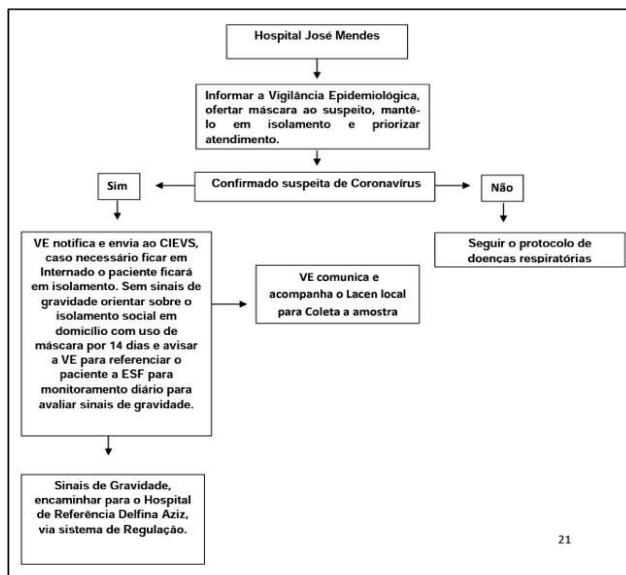 Hospital José Mendes
Informar a Vigilância Epidemiológica,
ofertar máscara ao suspeito, mantê-
lo em isolamento e priorizar
atendimento.
Sim
Confirmado suspeita de Coronavírus
Não
VE notifica e envia ao CIEVS,
caso necessário ficar em
Internado o paciente ficará
em isolamento. Sem sinais de
gravidade orientar sobre o
isolamento social em
domicílio com uso de
máscara por 14 dias e avisar
a VE para referenciar o
paciente a ESF para
monitoramento diário para
avaliar sinais de gravidade.
Seguir o protocolo de
doenças respiratórias
VE comunica e
acompanha o Lacen local
para Coleta a amostra
Sinais de Gravidade,
encaminhar para o Hospital
de Referência Delfina Aziz,
via sistema de Regulação.
21